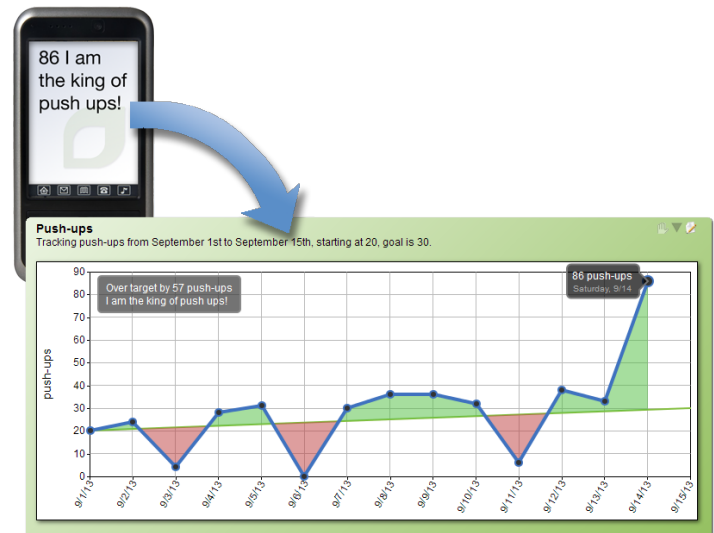 86 I am
the king of
push ups!
Push-ups
Tracking push-ups from September 1st to September 15th, starting at 20, goal is 30.
90
80
70
60
50
40
30
20
10
0
push-ups
Over target by 57 push-ups
I am the king of push ups!
86 push-ups
Saturday, 9/14
9/1/13
9/2/13
9/3/13
9/4/13
9/5/13
9/6/13
9/7/13
9/8/13
9/9/13
9/10/13
9/11/13
9/12/13
9/13/13
9/14/13
9/15/13